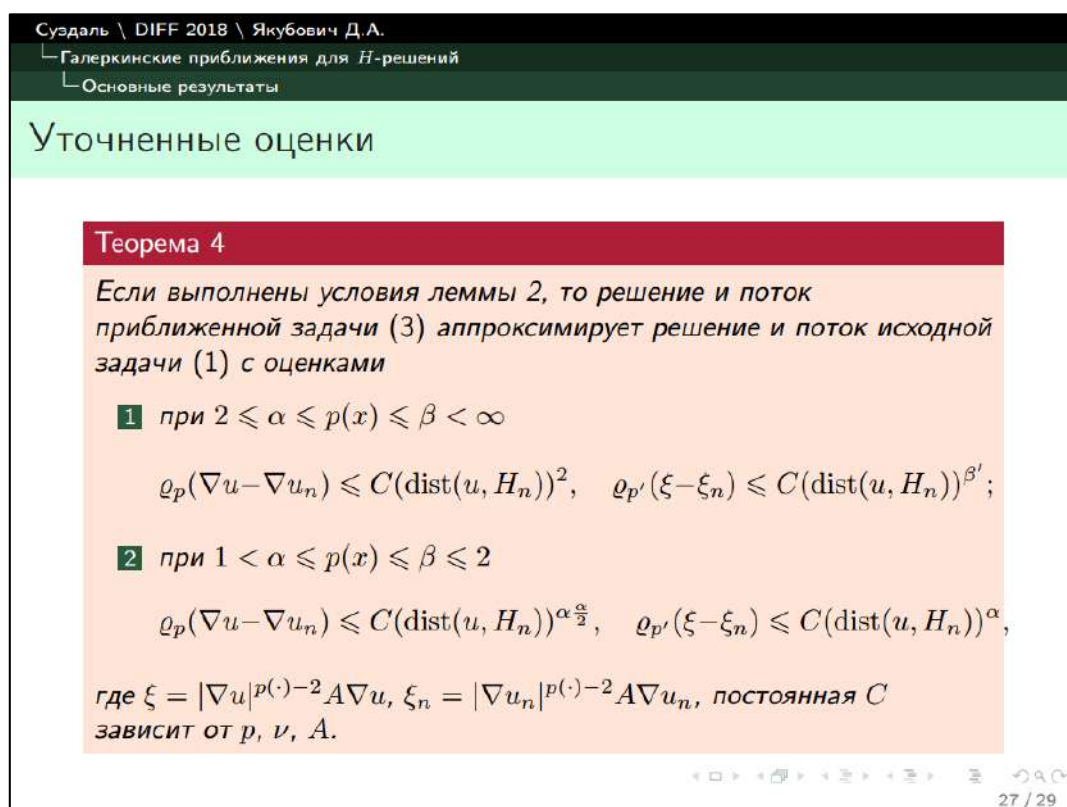 Суздаль \ DIFF 2018 \ Якубович Д.А.
Галеркинские приближения для H-решений
Основные результаты
Уточненные оценки
Теорема 4
Если выполнены условия леммы 2, то решение и поток
приближенной задачи (3) аппроксимирует решение и поток исходной
задачи (1) с оценками
1 при 2 ⩽ α ⩽ p(x) ⩽ β < ∞
ϱ_p(∇u−∇u_n) ⩽ C(dist(u, H_n))^2, ϱ_{p′}(ξ−ξ_n) ⩽ C(dist(u, H_n))^{β′};
2 при 1 < α ⩽ p(x) ⩽ β ⩽ 2
ϱ_p(∇u−∇u_n) ⩽ C(dist(u, H_n))^{α\frac{α}{2}}, ϱ_{p′}(ξ−ξ_n) ⩽ C(dist(u, H_n))^α,
где ξ = |∇u|^{p(·)−2}A∇u, ξ_n = |∇u_n|^{p(·)−2}A∇u_n, постоянная C
зависит от p, ν, A.
27 / 29